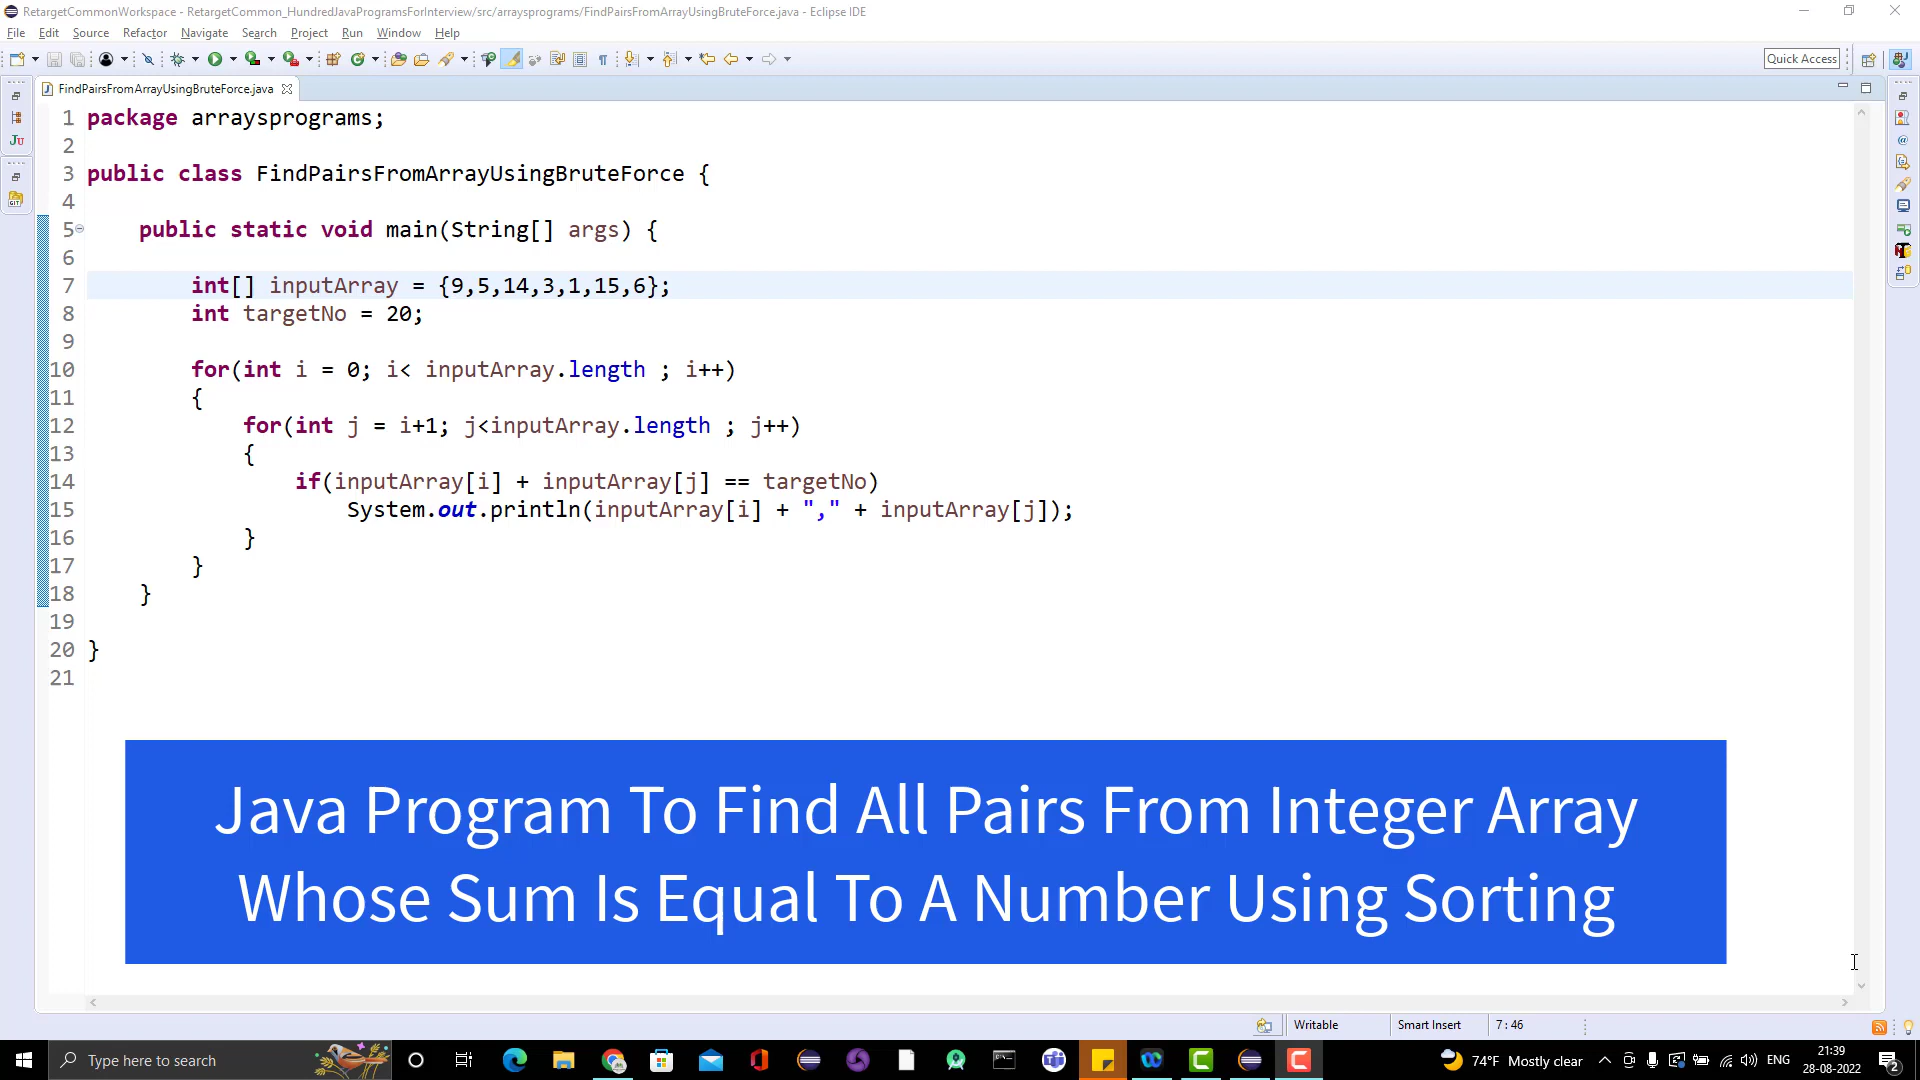 RetargetCommonWorkspace - RetargetCommon_HundredJavaProgramsForInterview/src/arraysprograms/FindPairsFromArrayUsingBruteForce.java - Eclipse IDE
File Edit Source Refactor Navigate Search Project Run Window Help
Quick Access
FindPairsFromArrayUsingBruteForce.java
1 package arraysprograms;
2
3 public class FindPairsFromArrayUsingBruteForce {
4
5 public static void main(String[] args) {
6
7 int[] inputArray = {9,5,14,3,1,15,6};
8 int targetNo = 20;
9
10 for(int i = 0; i< inputArray.length ; i++)
11 {
12 for(int j = i+1; j<inputArray.length ; j++)
13 {
14 if(inputArray[i] + inputArray[j] == targetNo)
15 System.out.println(inputArray[i] + "," + inputArray[j]);
16 }
17 }
18 }
19
20 }
21
Java Program To Find All Pairs From Integer Array
Whose Sum Is Equal To A Number Using Sorting
Writable Smart Insert 7 : 46
Type here to search
74°F Mostly clear ENG
21:39
28-08-2022
2